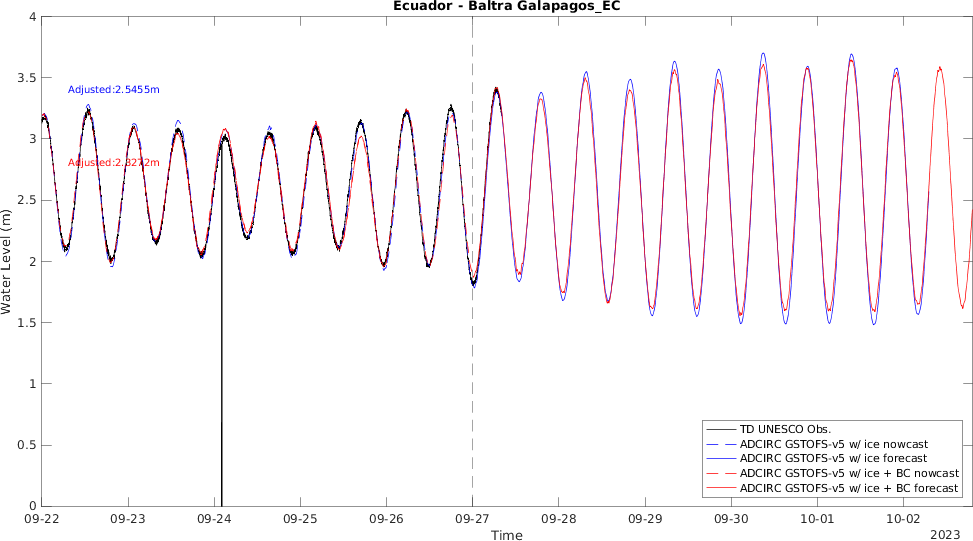 Ecuador - Baltra Galapagos_EC
4
3.5
3
2.5
2
1.5
1
0.5
0
Water Level (m)
Adjusted:2.5455m
Adjusted:2.3272m
TD UNESCO Obs.
ADCIRC GSTOFS-v5 w/ ice nowcast
ADCIRC GSTOFS-v5 w/ ice forecast
ADCIRC GSTOFS-v5 w/ ice + BC nowcast
ADCIRC GSTOFS-v5 w/ ice + BC forecast
09-22 09-23 09-24 09-25 09-26 09-27 09-28 09-29 09-30 10-01 10-02
Time
2023